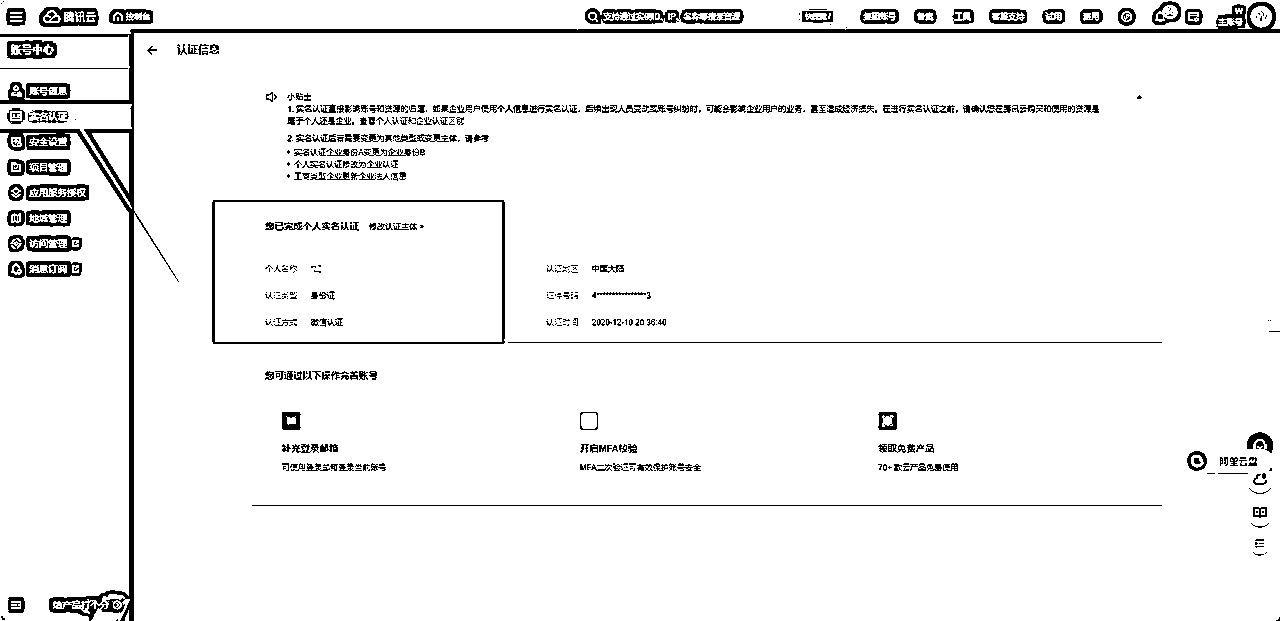 腾讯云
控制台
支持通过实例ID、IP、名称等搜索资源
快捷键/
集团账号
备案
工具
客服支持
试用
费用
主账号
账号中心
账号信息
实名认证
安全设置
项目管理
应用服务授权
地域管理
访问管理
消息订阅
认证信息
小贴士
1. 实名认证直接影响账号和资源的归属，如果企业用户使用个人信息进行实名认证，后续出现人员变动或账号纠纷时，可能会影响企业用户的业务，甚至造成经济损失。在进行实名认证之前，请确认您在腾讯云购买和使用的资源是
属于个人还是企业。查看个人认证和企业认证区别
2. 实名认证后若需要变更为其他类型或变更主体，请参考
• 实名认证企业身份A变更为企业身份B
• 个人实名认证修改为企业认证
• 工商类型企业更新企业法人信息
您已完成个人实名认证 修改认证主体
个人名称
认证地区 中国大陆
认证类型 身份证
证件号码 4****************3
认证方式 微信认证
认证时间 2020-12-10 20:36:40
您可通过以下操作完善账号
补充登录邮箱
可使用登录邮箱登录当前账号
开启MFA校验
MFA二次验证可有效保护账号安全
领取免费产品
70+款云产品免费使用
阿里云盘
给产品打个分